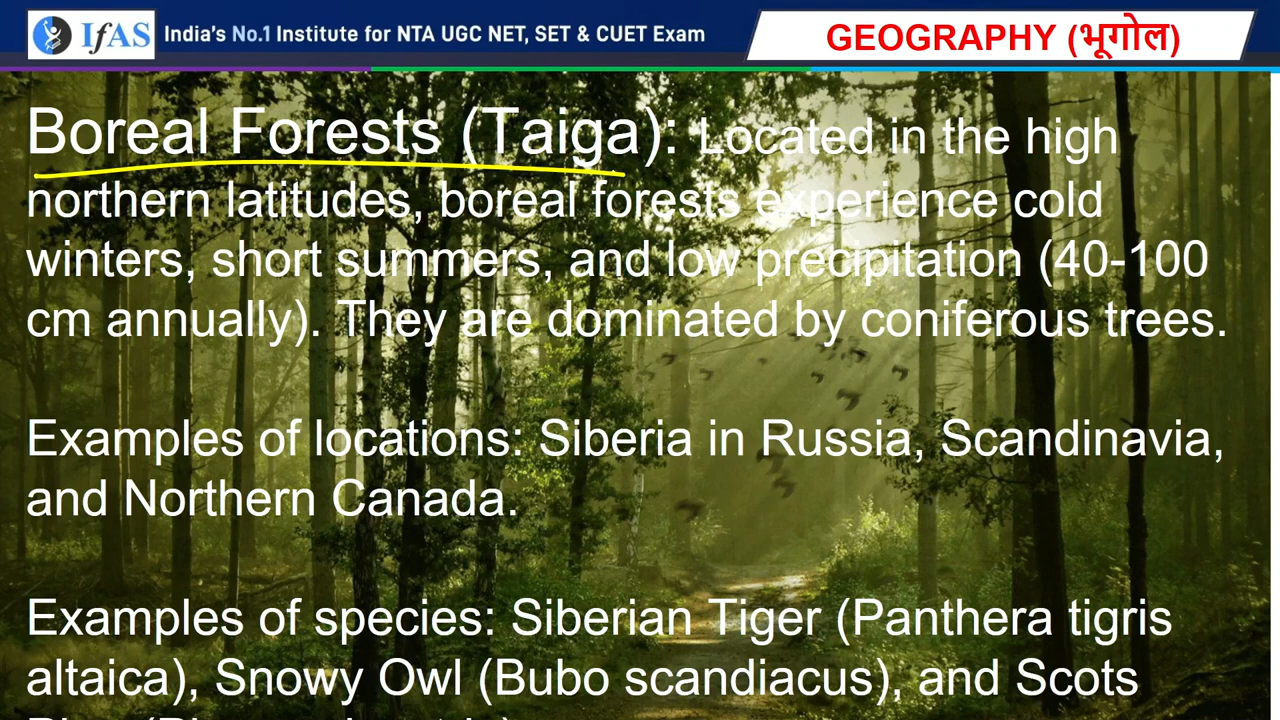 IfAS India's No.1 Institute for NTA UGC NET, SET & CUET Exam
GEOGRAPHY (भूगोल)
Boreal Forests (Taiga): Located in the high
northern latitudes, boreal forests experience cold
winters, short summers, and low precipitation (40-100
cm annually). They are dominated by coniferous trees.
Examples of locations: Siberia in Russia, Scandinavia,
and Northern Canada.
Examples of species: Siberian Tiger (Panthera tigris
altaica), Snowy Owl (Bubo scandiacus), and Scots